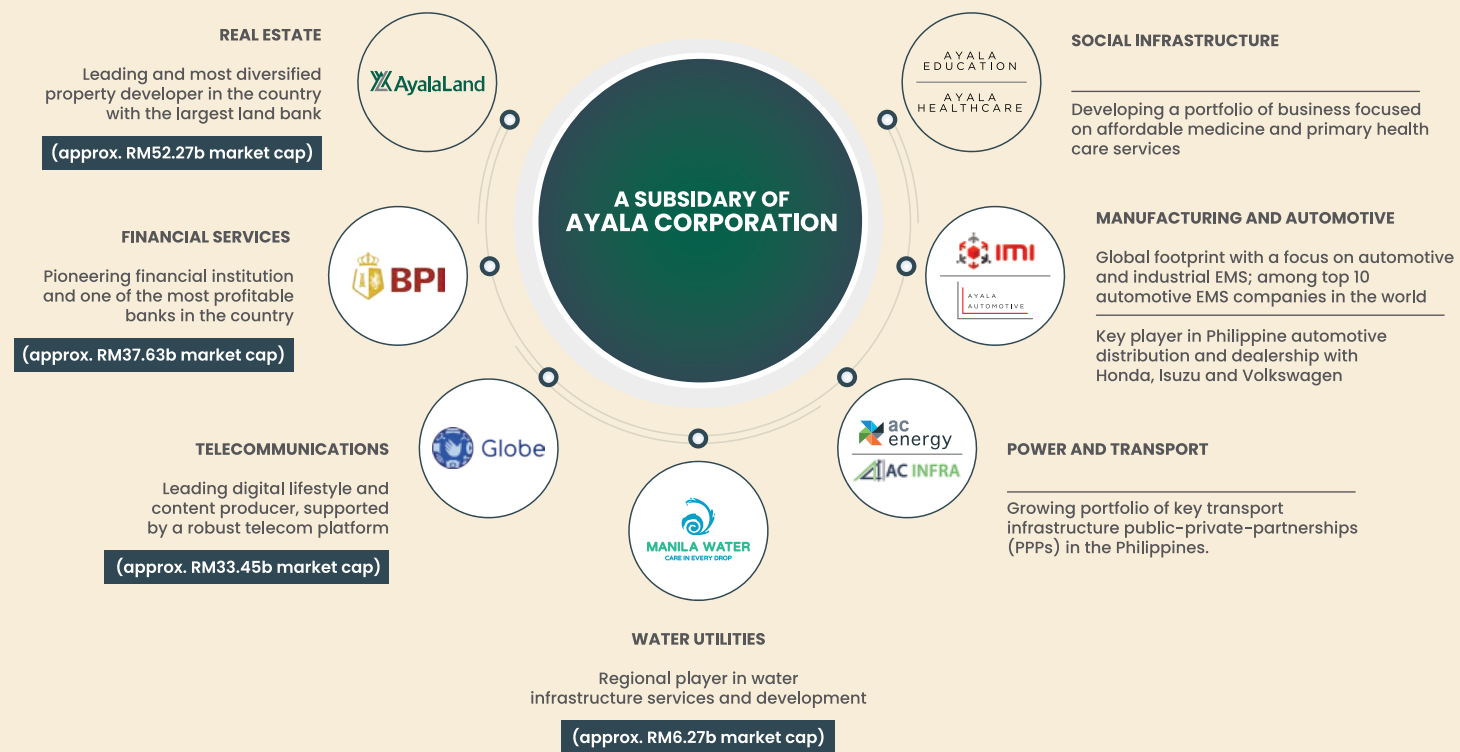 REAL ESTATE
Leading and most diversified
property developer in the country
with the largest land bank
(approx. RM52.27b market cap)
AyalaLand
FINANCIAL SERVICES
Pioneering financial institution
and one of the most profitable
banks in the country
(approx. RM37.63b market cap)
BPI
TELECOMMUNICATIONS
Leading digital lifestyle and
content producer, supported
by a robust telecom platform
(approx. RM33.45b market cap)
Globe
A SUBSIDARY OF
AYALA CORPORATION
MANILA WATER
CARE IN EVERY DROP
WATER UTILITIES
Regional player in water
infrastructure services and development
(approx. RM6.27b market cap)
AYALA
EDUCATION
AYALA
HEALTHCARE
SOCIAL INFRASTRUCTURE
Developing a portfolio of business focused
on affordable medicine and primary health
care services
IMI
AYALA
AUTOMOTIVE
MANUFACTURING AND AUTOMOTIVE
Global footprint with a focus on automotive
and industrial EMS; among top 10
automotive EMS companies in the world
Key player in Philippine automotive
distribution and dealership with
Honda, Isuzu and Volkswagen
ac
energy
AC INFRA
POWER AND TRANSPORT
Growing portfolio of key transport
infrastructure public-private-partnerships
(PPPs) in the Philippines.